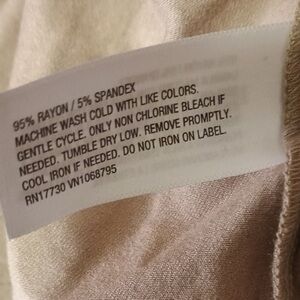 95% RAYON / 5% SPANDEX
MACHINE WASH COLD WITH LIKE COLORS.
GENTLE CYCLE. ONLY NON CHLORINE BLEACH IF
NEEDED. TUMBLE DRY LOW. REMOVE PROMPTLY.
COOL IRON IF NEEDED. DO NOT IRON ON LABEL.
RN17730 VN1068795